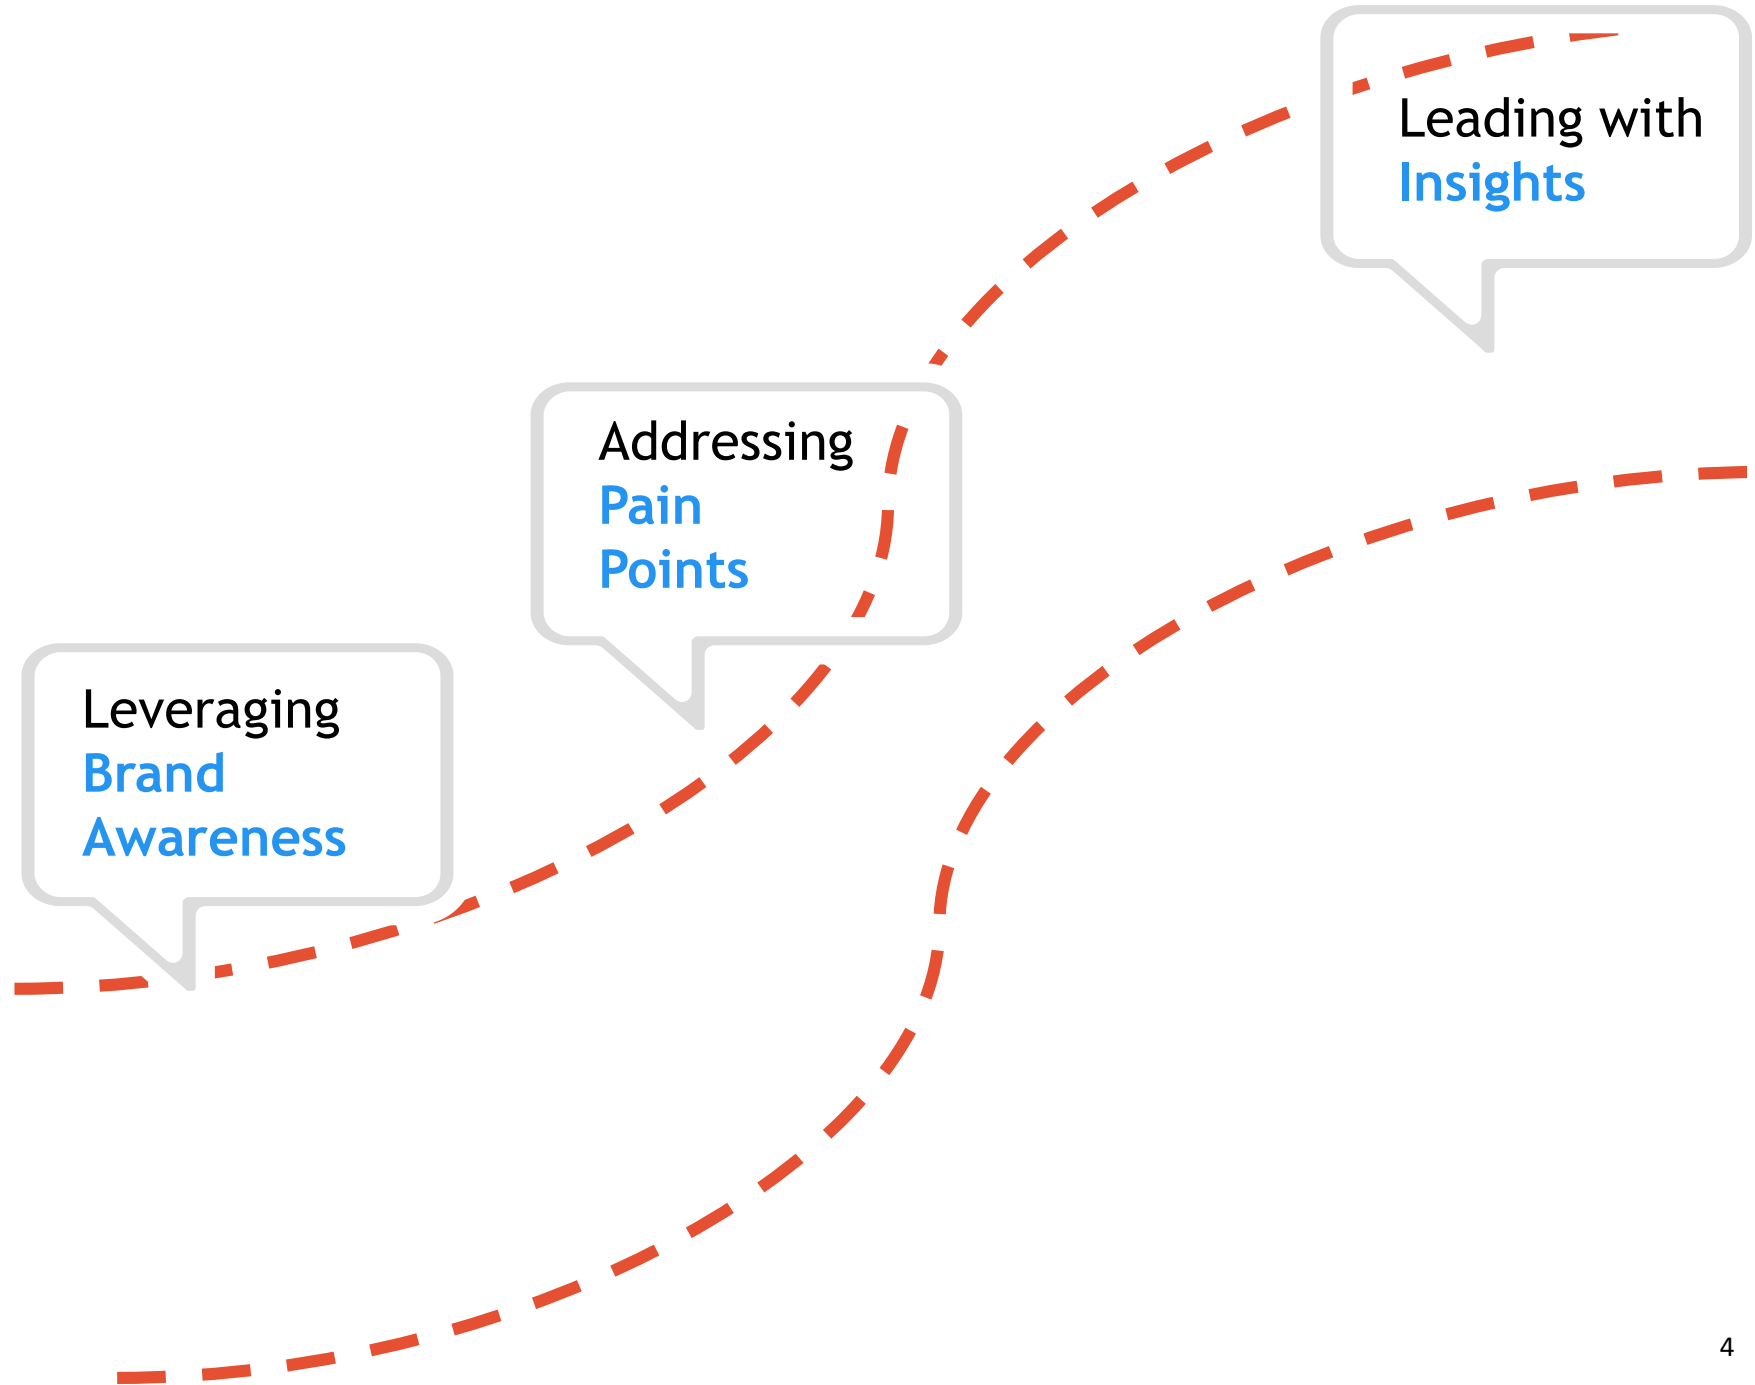 Leading with
Insights
Addressing
Pain
Points
Leveraging
Brand
Awareness
4